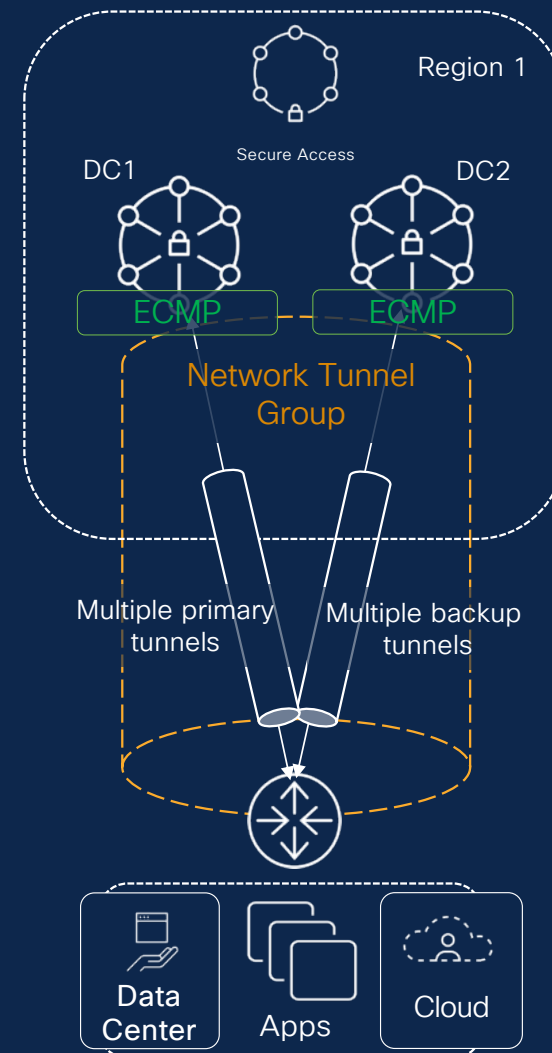 Region 1
Secure Access
DC1
DC2
ECMP
ECMP
Network Tunnel
Group
Multiple primary
tunnels
Multiple backup
tunnels
Data
Center
Apps
Cloud